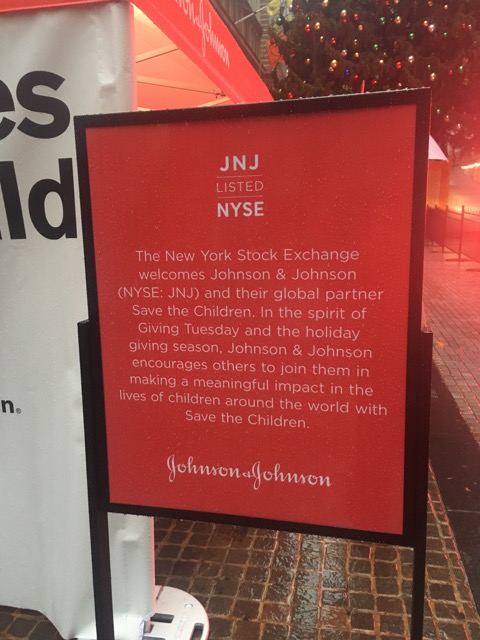 Johnson & Johnson
es
ld
n®
JNJ
LISTED
NYSE
The New York Stock Exchange
welcomes Johnson & Johnson
(NYSE: JNJ) and their global partner
Save the Children. In the spirit of
Giving Tuesday and the holiday
giving season, Johnson & Johnson
encourages others to join them in
making a meaningful impact in the
lives of children around the world with
Save the Children.
Johnson & Johnson